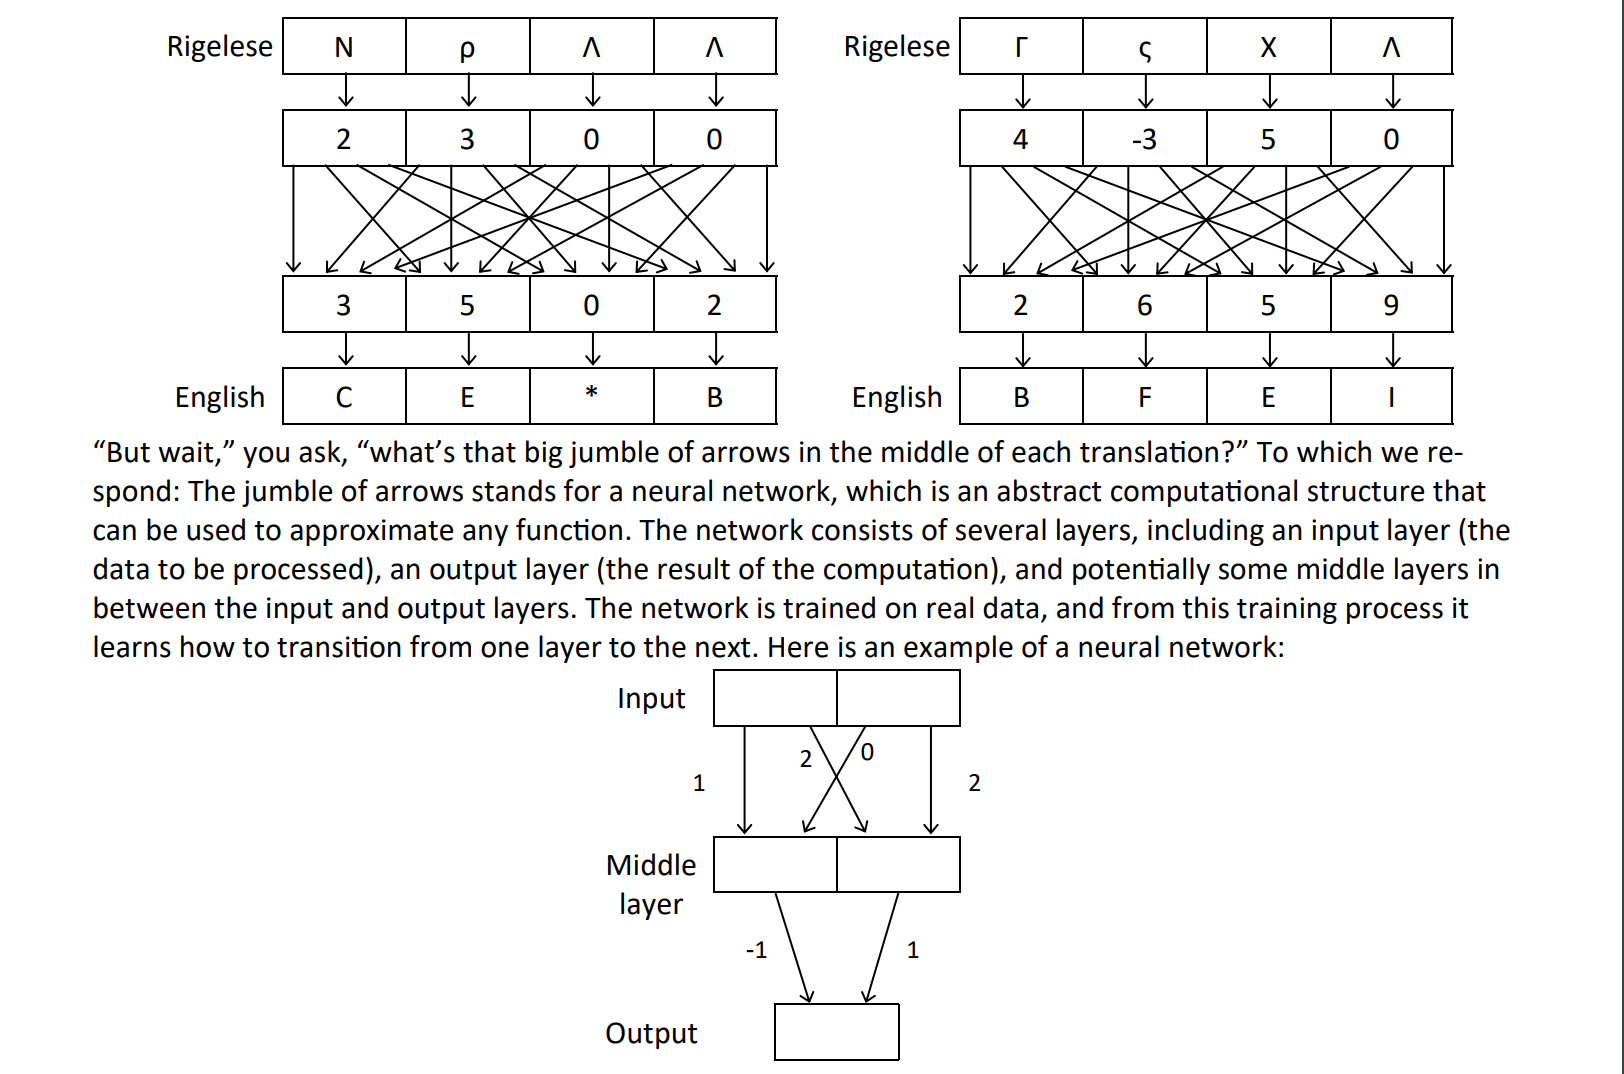 Rigelese Ν ρ Λ Λ Rigelese Γ ς Χ Λ
2 3 0 0 4 -3 5 0
3 5 0 2 2 6 5 9
English C E * B English B F E I
“But wait,” you ask, “what’s that big jumble of arrows in the middle of each translation?” To which we re-
spond: The jumble of arrows stands for a neural network, which is an abstract computational structure that
can be used to approximate any function. The network consists of several layers, including an input layer (the
data to be processed), an output layer (the result of the computation), and potentially some middle layers in
between the input and output layers. The network is trained on real data, and from this training process it
learns how to transition from one layer to the next. Here is an example of a neural network:
Input
1 2 0 2
Middle
layer
-1 1
Output